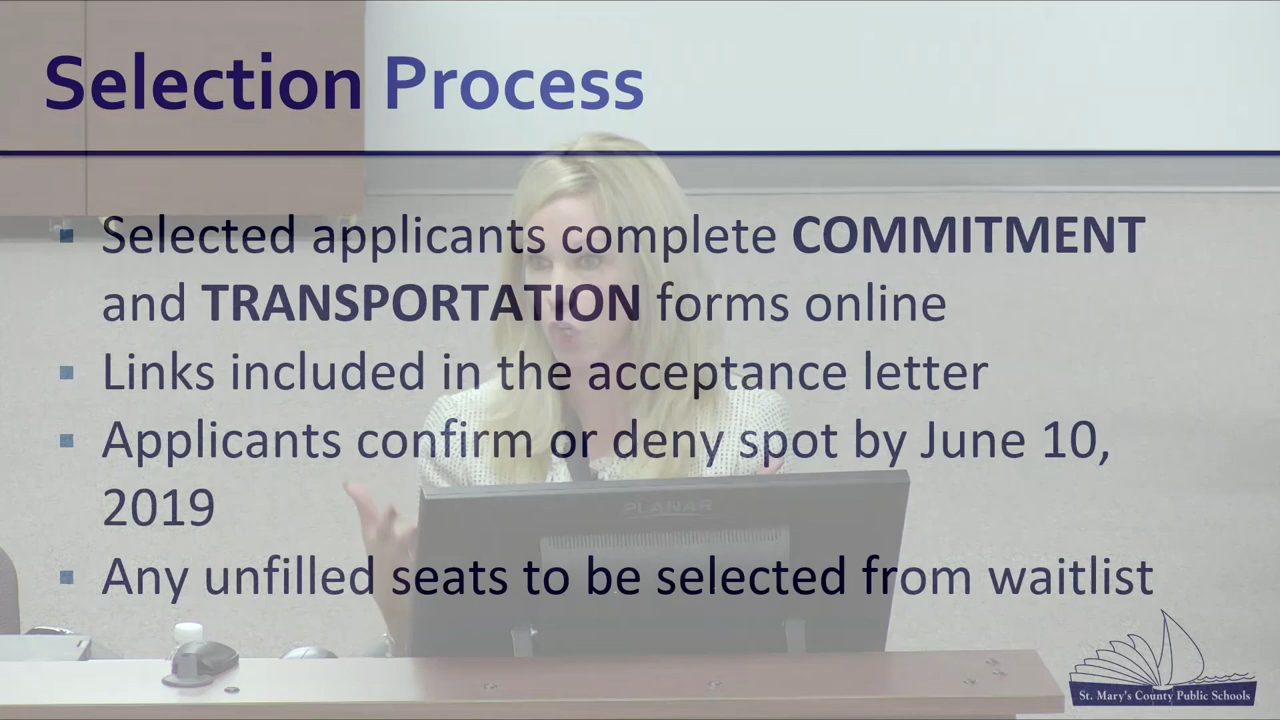 Selection Process
Selected applicants complete COMMITMENT
and TRANSPORTATION forms online
Links included in the acceptance letter
Applicants confirm or deny spot by June 10,
2019
Any unfilled seats to be selected from waitlist
PLANAR
St. Mary's County Public Schools